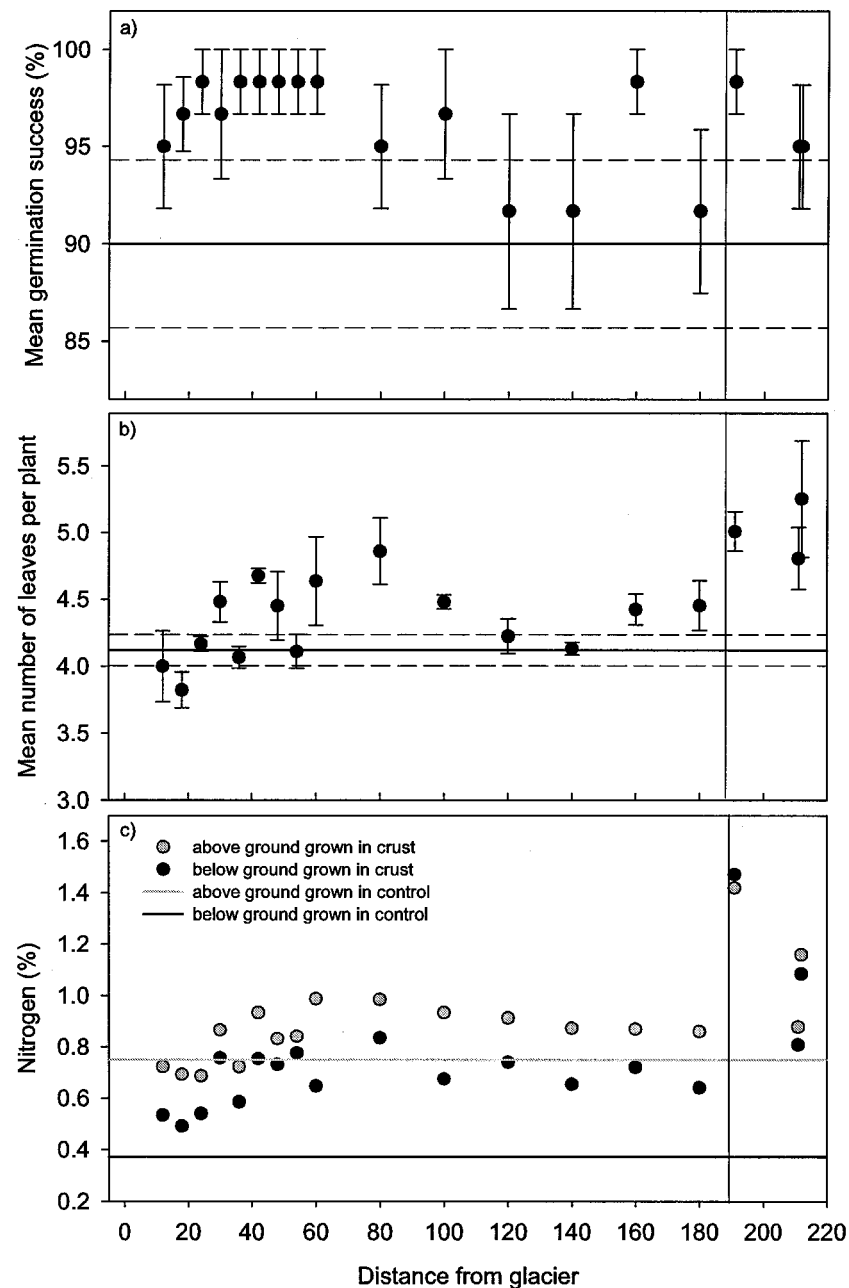 a)
Mean germination success (%)
100
95
90
85
b)
Mean number of leaves per plant
5.5
5.0
4.5
4.0
3.5
3.0
c)
above ground grown in crust
below ground grown in crust
above ground grown in control
below ground grown in control
Nitrogen (%)
1.6
1.4
1.2
1.0
0.8
0.6
0.4
0.2
0 20 40 60 80 100 120 140 160 180 200 220
Distance from glacier